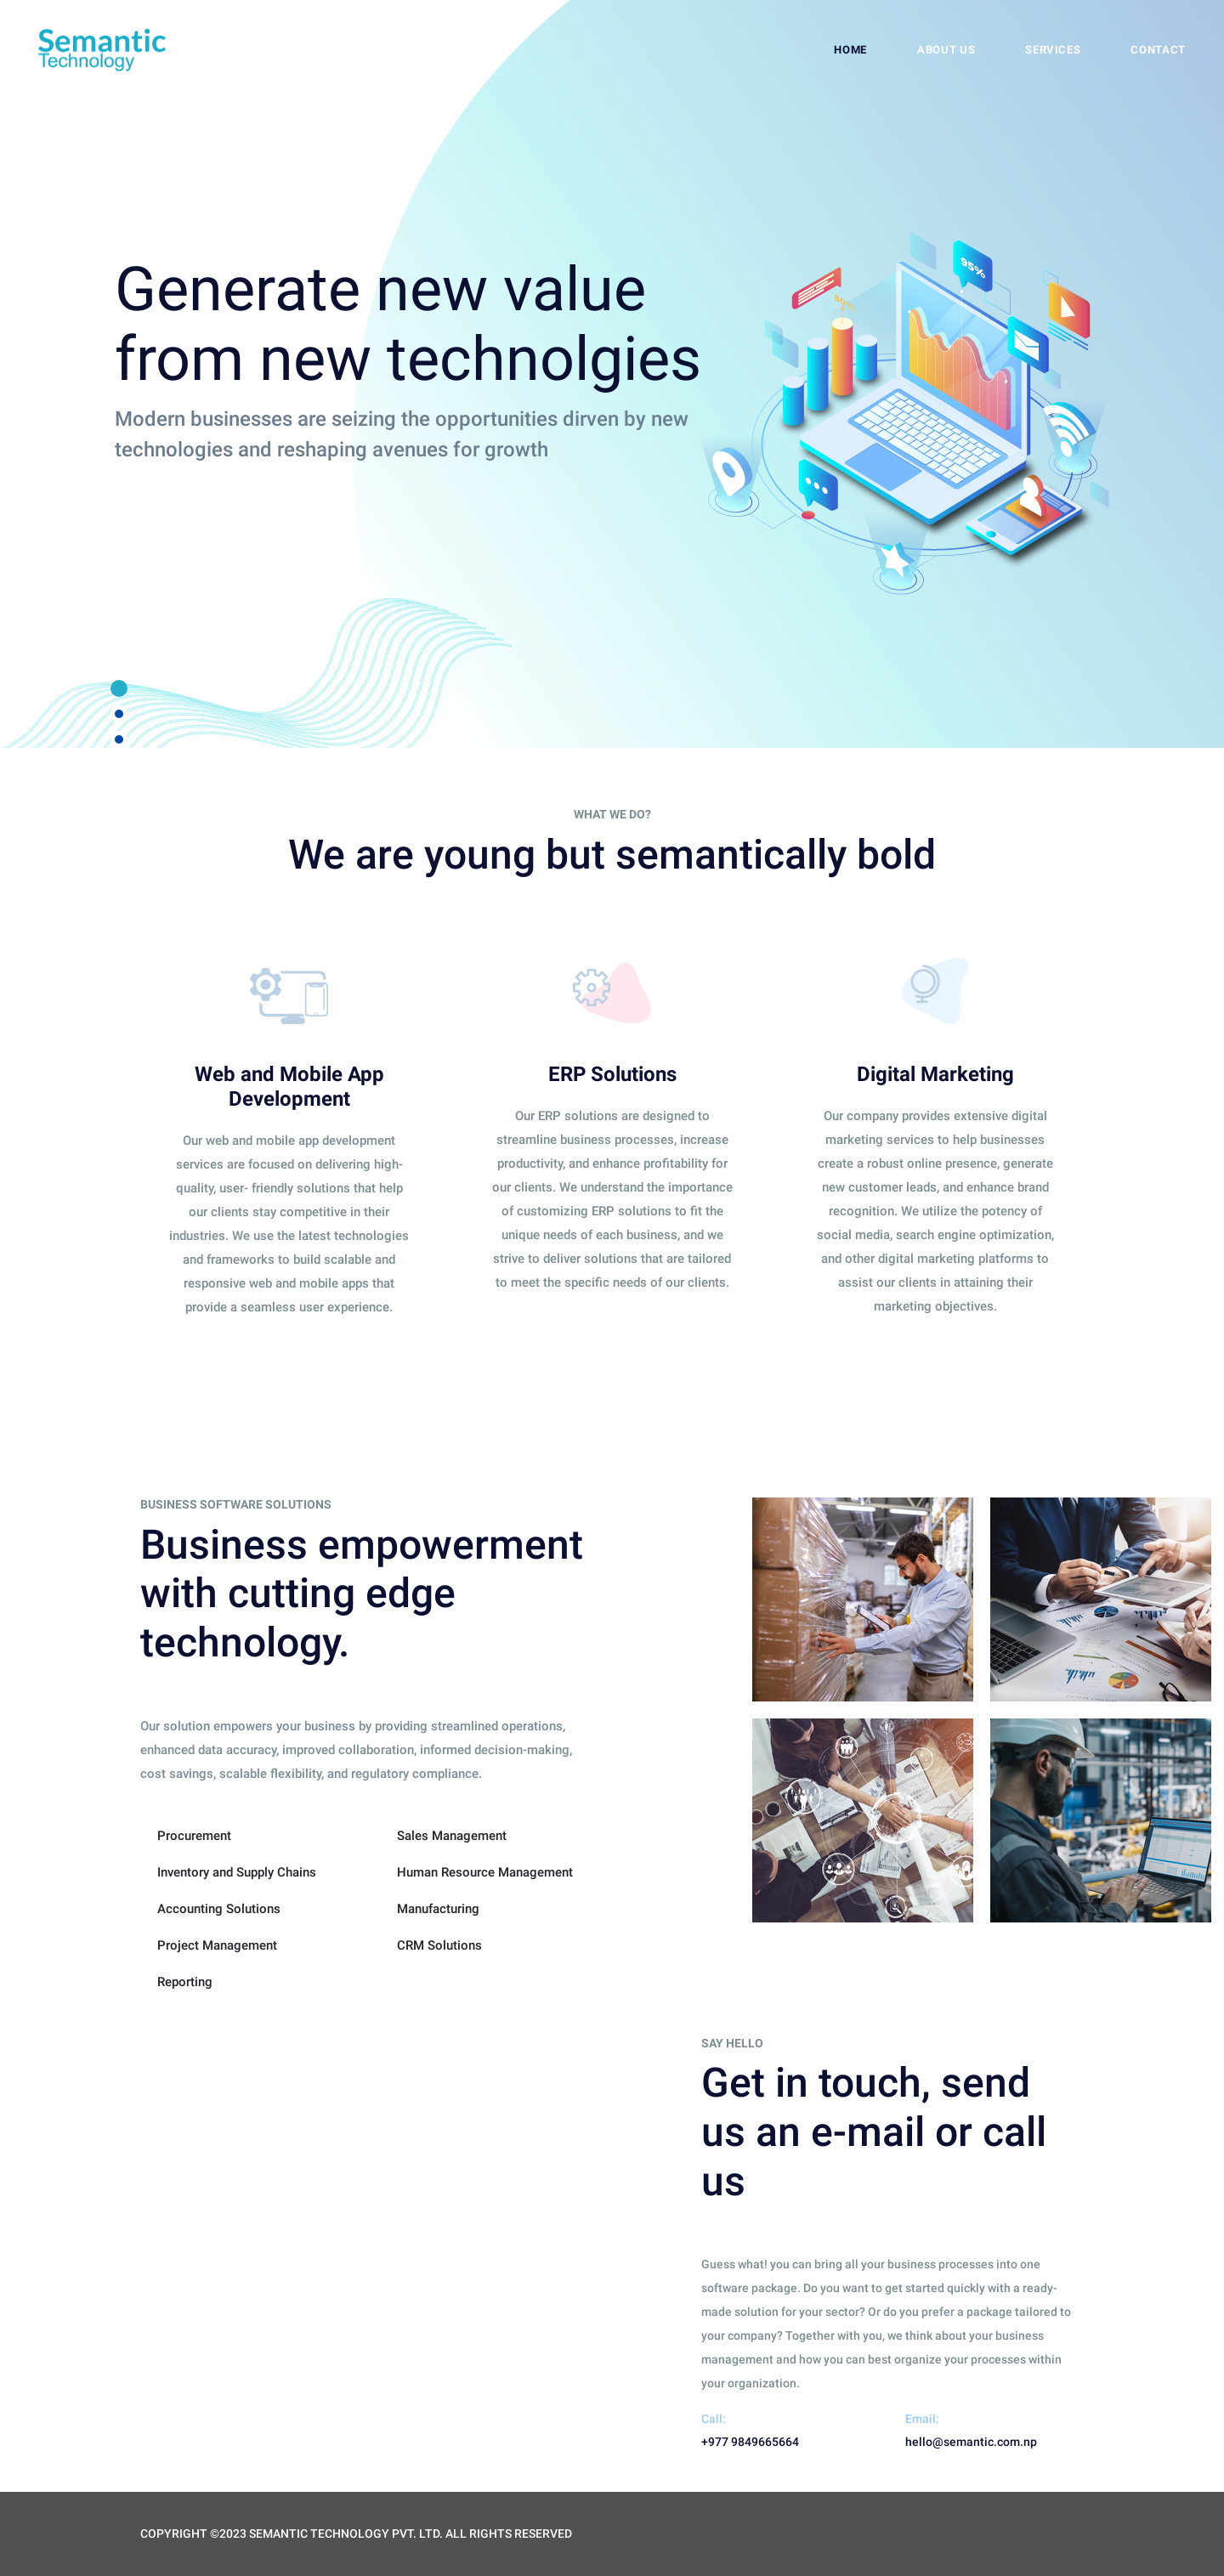 Semantic
Technology
HOME
ABOUT US
SERVICES
CONTACT
Generate new value
from new technolgies
Modern businesses are seizing the opportunities dirven by new
technologies and reshaping avenues for growth
95%
WHAT WE DO?
We are young but semantically bold
Web and Mobile App
Development
Our web and mobile app development
services are focused on delivering high-
quality, user- friendly solutions that help
our clients stay competitive in their
industries. We use the latest technologies
and frameworks to build scalable and
responsive web and mobile apps that
provide a seamless user experience.
ERP Solutions
Our ERP solutions are designed to
streamline business processes, increase
productivity, and enhance profitability for
our clients. We understand the importance
of customizing ERP solutions to fit the
unique needs of each business, and we
strive to deliver solutions that are tailored
to meet the specific needs of our clients.
Digital Marketing
Our company provides extensive digital
marketing services to help businesses
create a robust online presence, generate
new customer leads, and enhance brand
recognition. We utilize the potency of
social media, search engine optimization,
and other digital marketing platforms to
assist our clients in attaining their
marketing objectives.
BUSINESS SOFTWARE SOLUTIONS
Business empowerment
with cutting edge
technology.
Our solution empowers your business by providing streamlined operations,
enhanced data accuracy, improved collaboration, informed decision-making,
cost savings, scalable flexibility, and regulatory compliance.
Procurement
Inventory and Supply Chains
Accounting Solutions
Project Management
Reporting
Sales Management
Human Resource Management
Manufacturing
CRM Solutions
SAY HELLO
Get in touch, send
us an e-mail or call
us
Guess what! you can bring all your business processes into one
software package. Do you want to get started quickly with a ready-
made solution for your sector? Or do you prefer a package tailored to
your company? Together with you, we think about your business
management and how you can best organize your processes within
your organization.
Call:
+977 9849665664
Email:
hello@semantic.com.np
COPYRIGHT ©2023 SEMANTIC TECHNOLOGY PVT. LTD. ALL RIGHTS RESERVED